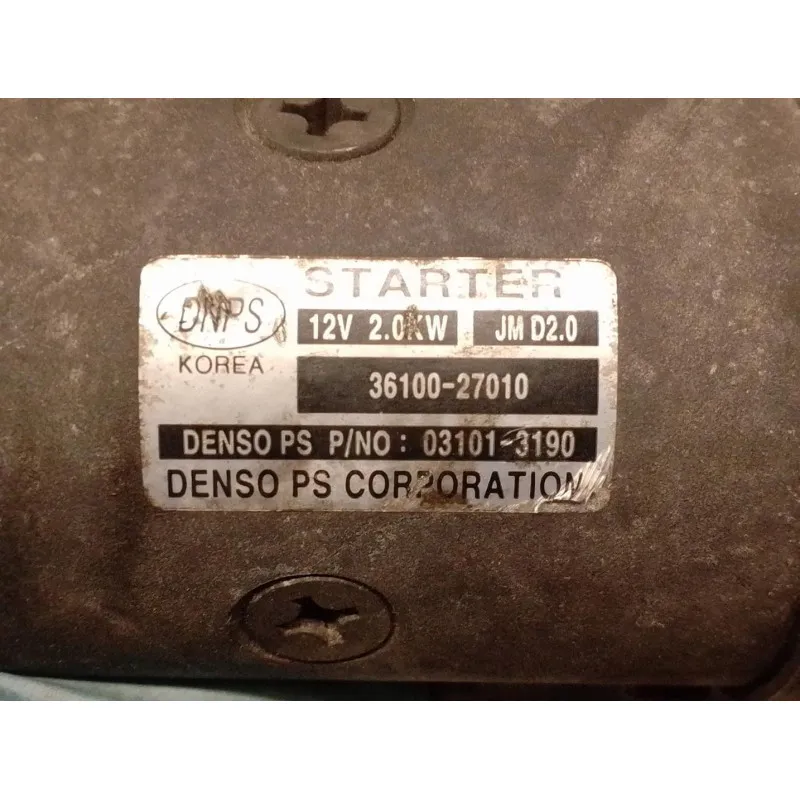 STARTER
DNPS
12V 2.0KW JM D2.0
KOREA
36100-27010
DENSO PS P/NO: 03101-3190
DENSO PS CORPORATION